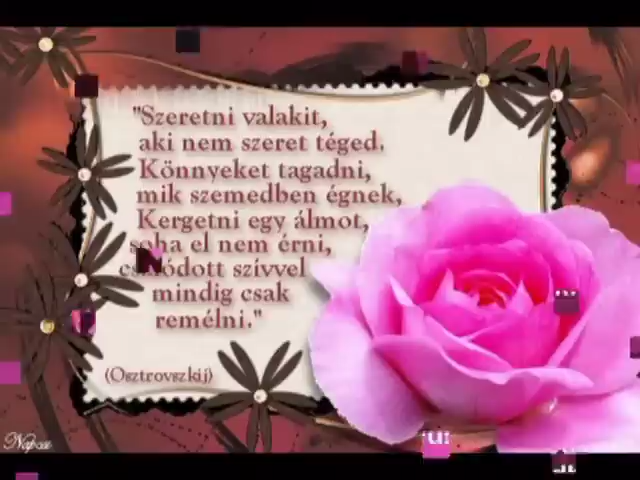 "Szeretni valakit,
aki nem szeret téged.
Könnyeket tagadni,
mik szemedben égnek,
Kergetni egy álmot,
soha el nem érni,
szívvel
mindig csak
remélni."
(Osztrovszkij)